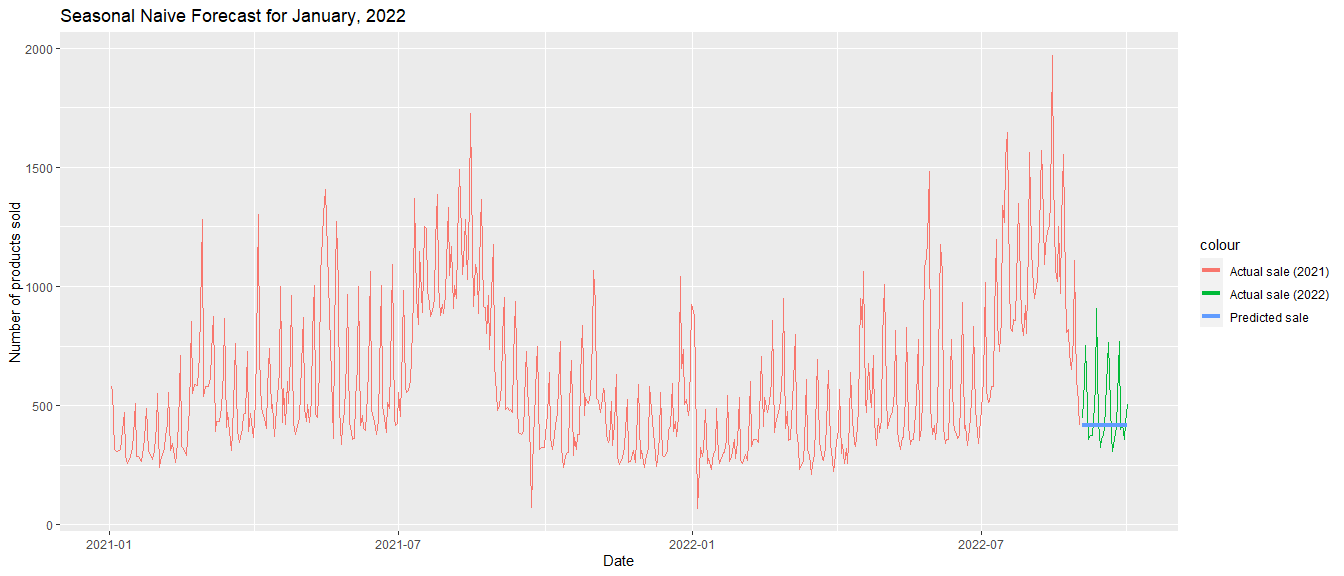 Seasonal Naive Forecast for January, 2022
2000
1500
1000
500
0
Number of products sold
2021-01
2021-07
2022-01
2022-07
Date
colour
Actual sale (2021)
Actual sale (2022)
Predicted sale